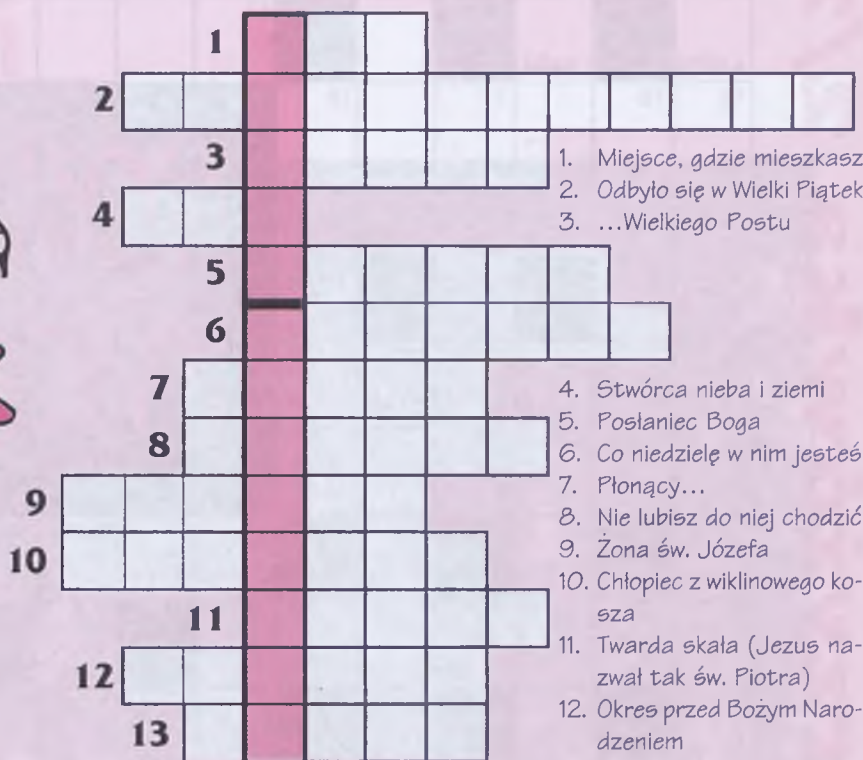 1
2
3
4
5
6
7
8
9
10
11
12
13
1. Miejsce, gdzie mieszkasz
2. Odbyło się w Wielki Piątek
3. ...Wielkiego Postu
4. Stwórca nieba i ziemi
5. Posłaniec Boga
6. Co niedzielę w nim jesteś
7. Płonący...
8. Nie lubisz do niej chodzić
9. Żona św. Józefa
10. Chłopiec z wiklinowego ko-
sza
11. Twarda skała (Jezus na-
zwał tak św. Piotra)
12. Okres przed Bożym Naro-
dzeniem